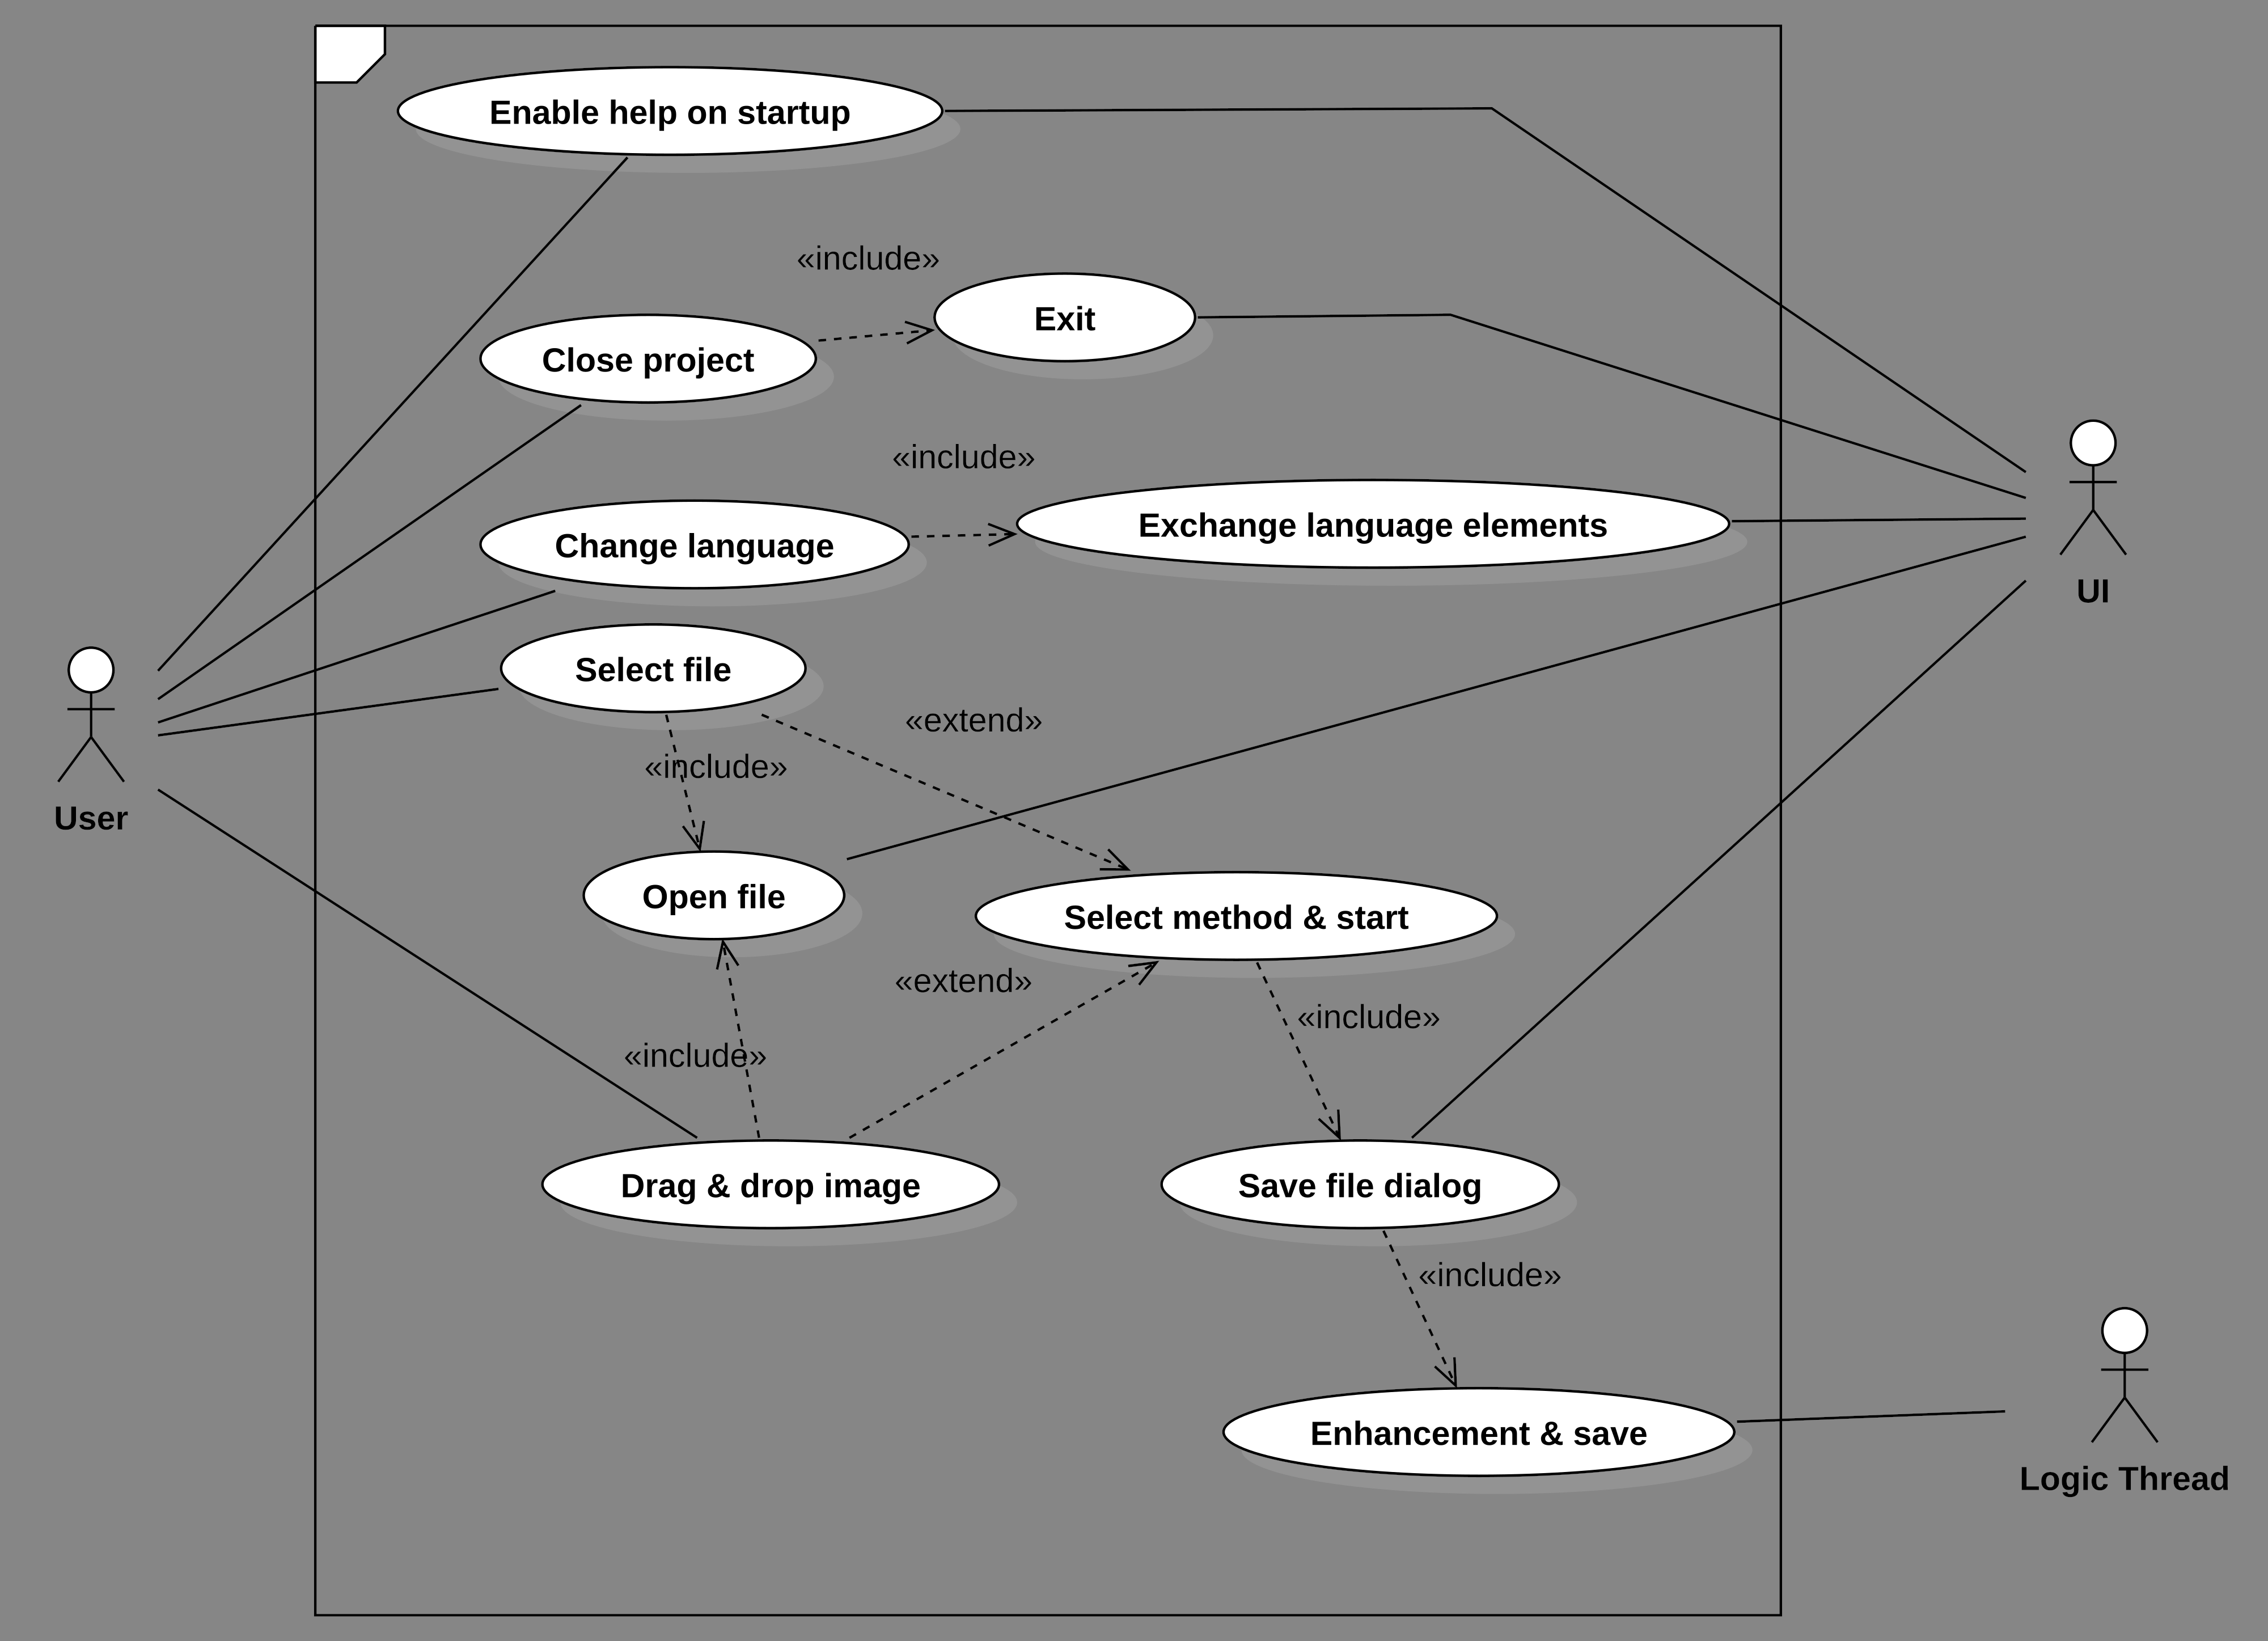 Enable help on startup
«include»
Exit
Close project
«include»
Exchange language elements
Change language
UI
Select file
«extend»
«include»
User
Open file
Select method & start
«extend»
«include»
«include»
Drag & drop image
Save file dialog
«include»
Enhancement & save
Logic Thread